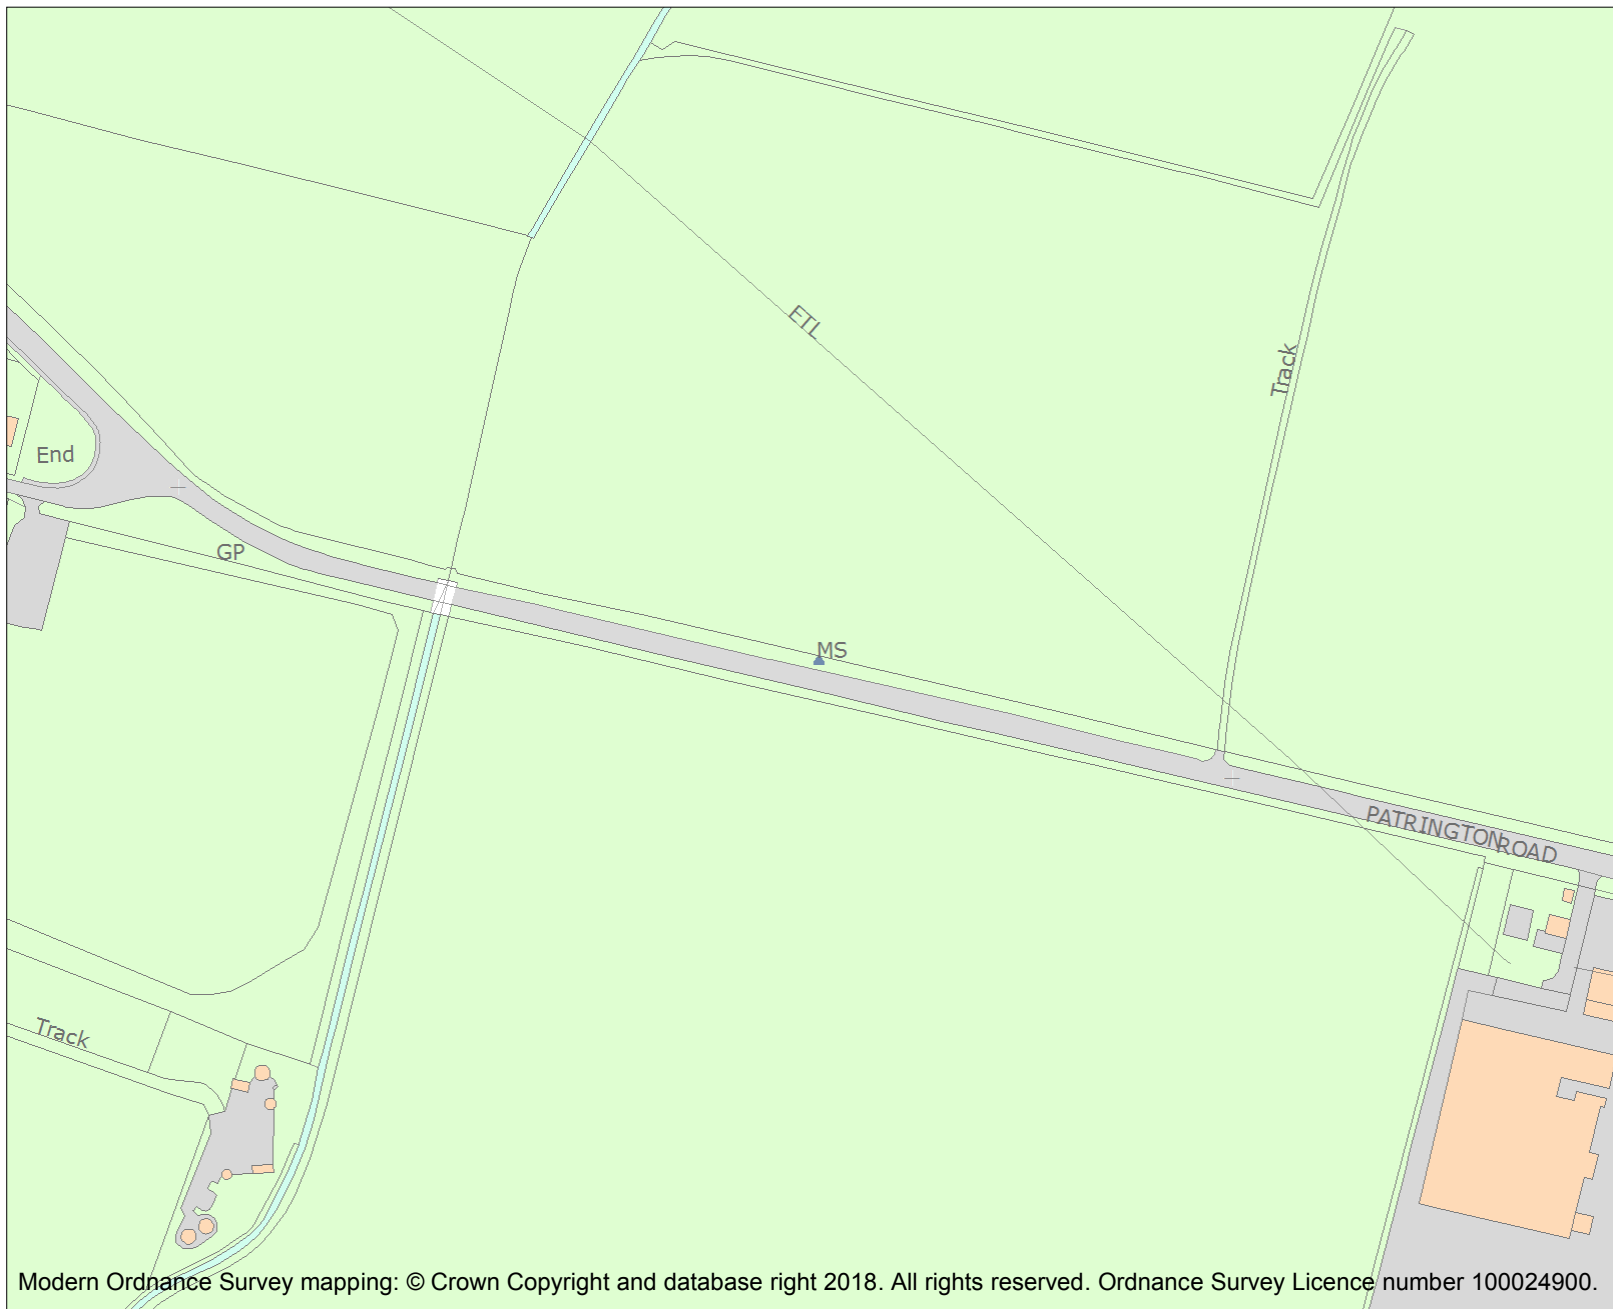 ETL
Track
End
GP
MS
PATRINGTON ROAD
Track
Modern Ordnance Survey mapping: © Crown Copyright and database right 2018. All rights reserved. Ordnance Survey Licence number 100024900.